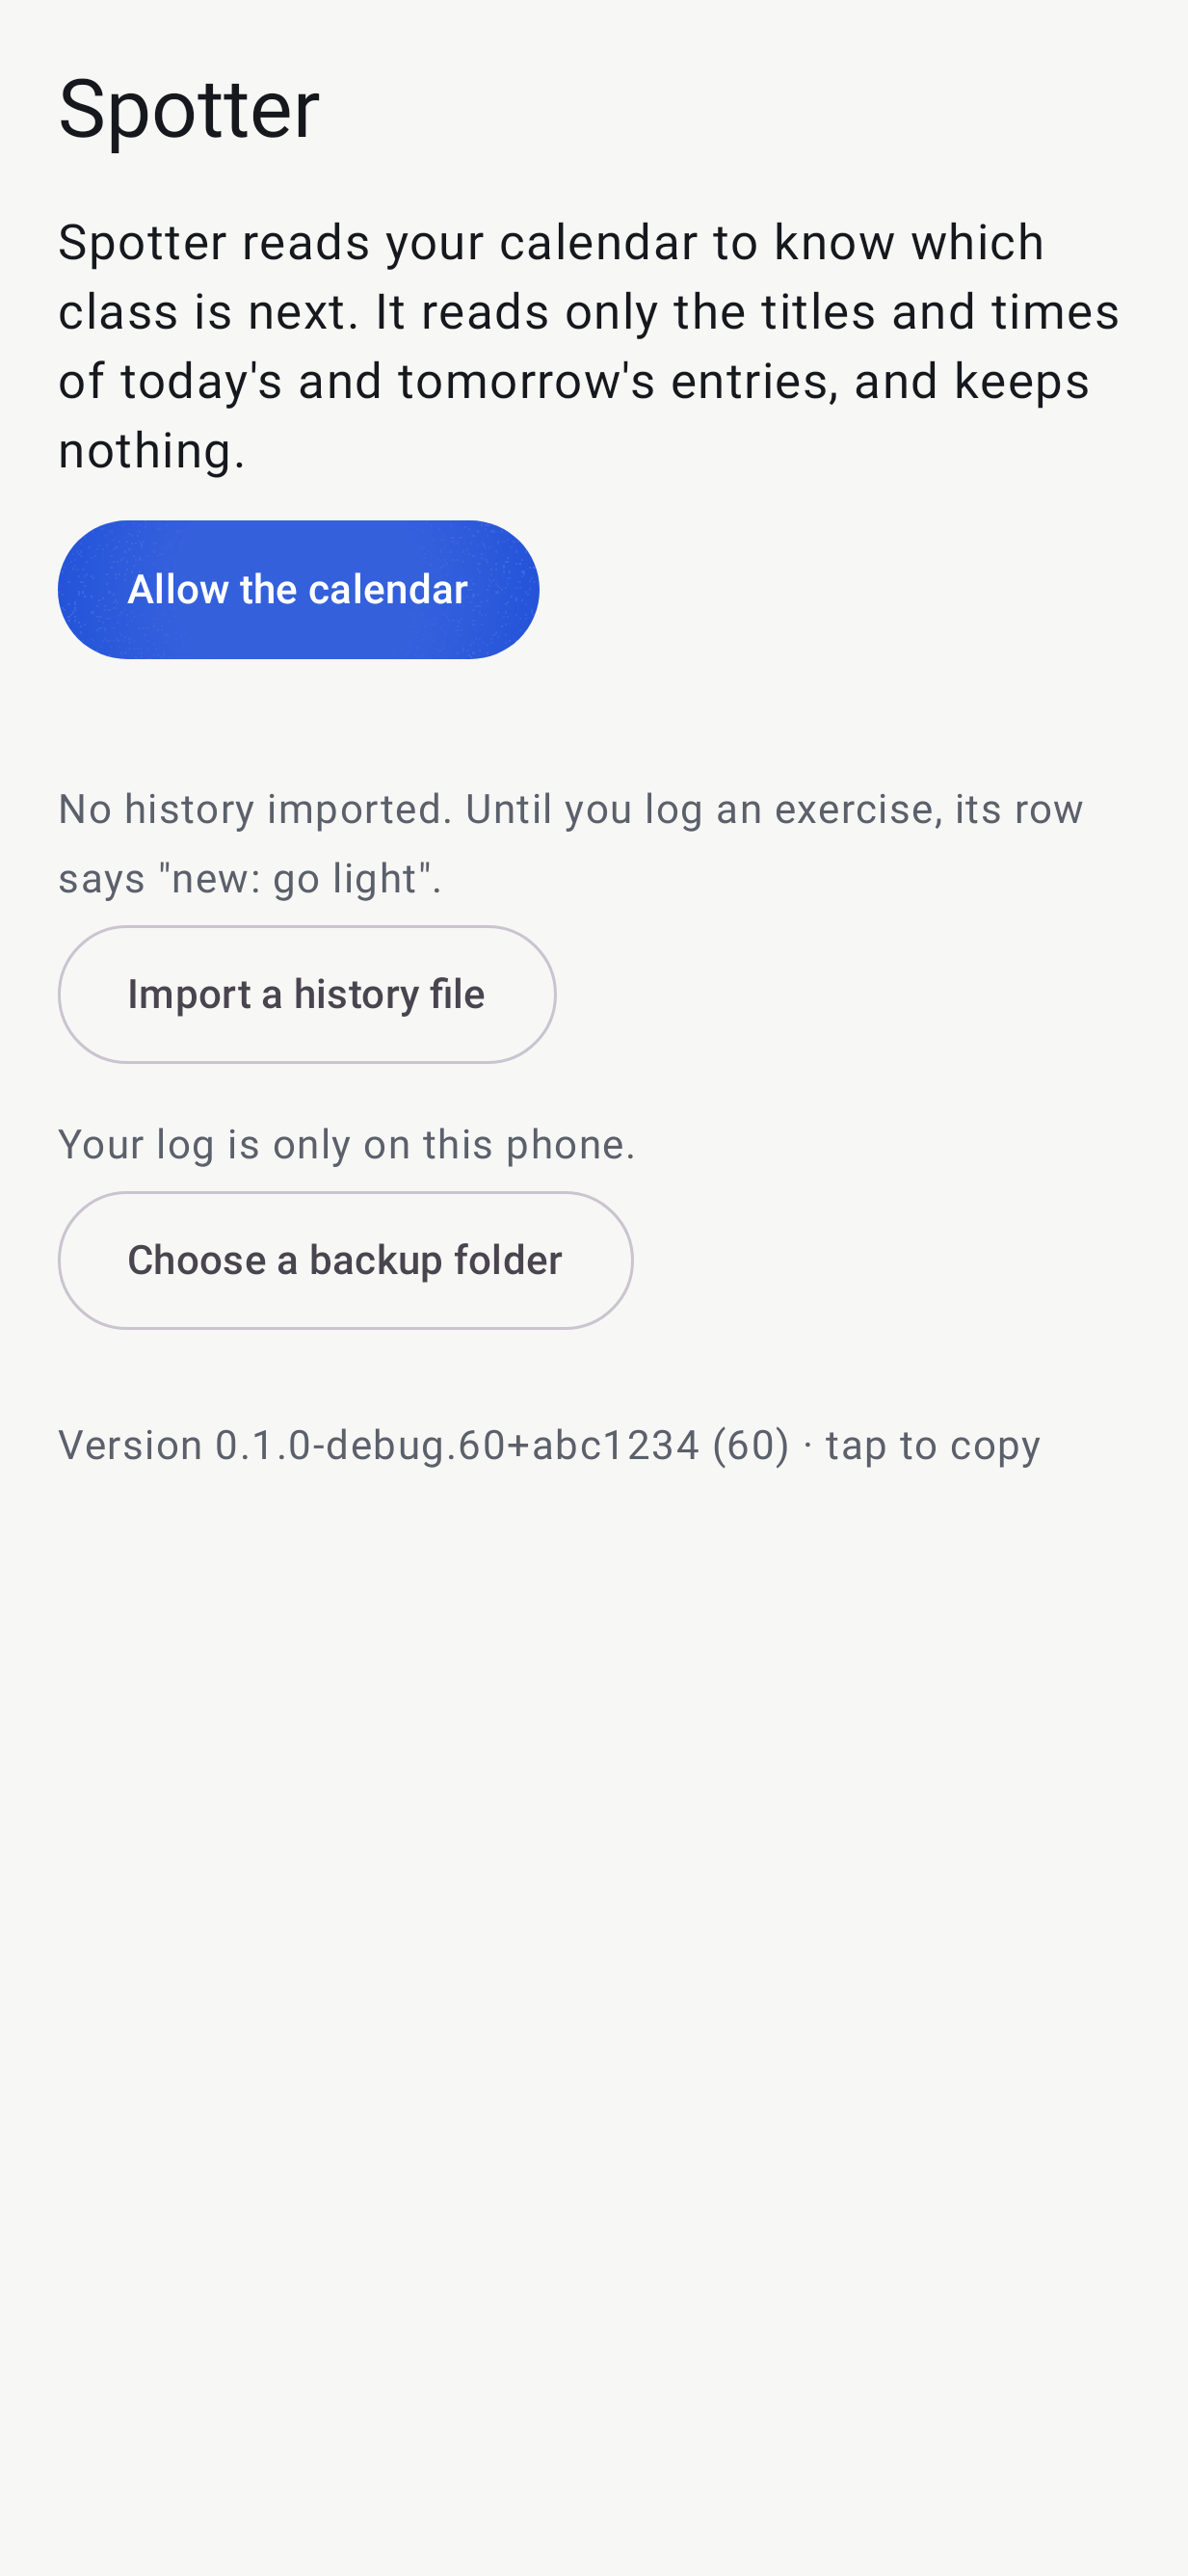 Spotter
Spotter reads your calendar to know which
class is next. It reads only the titles and times
of today's and tomorrow's entries, and keeps
nothing.
Allow the calendar
No history imported. Until you log an exercise, its row
says "new: go light".
Import a history file
Your log is only on this phone.
Choose a backup folder
Version 0.1.0-debug.60+abc1234 (60) · tap to copy